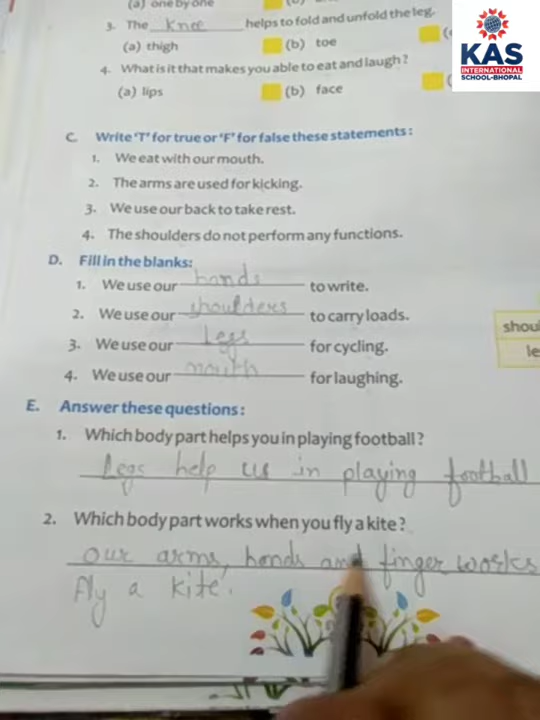 (a) one by one
3. The knee helps to fold and unfold the leg.
(a) thigh (b) toe
4. What is it that makes you able to eat and laugh?
(a) lips (b) face
KAS
INTERNATIONAL
SCHOOL-BHOPAL
C. Write 'T' for true or 'F' for false these statements:
1. We eat with our mouth.
2. The arms are used for kicking.
3. We use our back to take rest.
4. The shoulders do not perform any functions.
D. Fill in the blanks:
1. We use our hands to write.
2. We use our shoulders to carry loads.
3. We use our Legs for cycling.
4. We use our mouth for laughing.
shoul
le
E. Answer these questions:
1. Which body part helps you in playing football?
Legs help us in playing football
2. Which body part works when you fly a kite?
Our arms, hands and finger works
fly a kite.